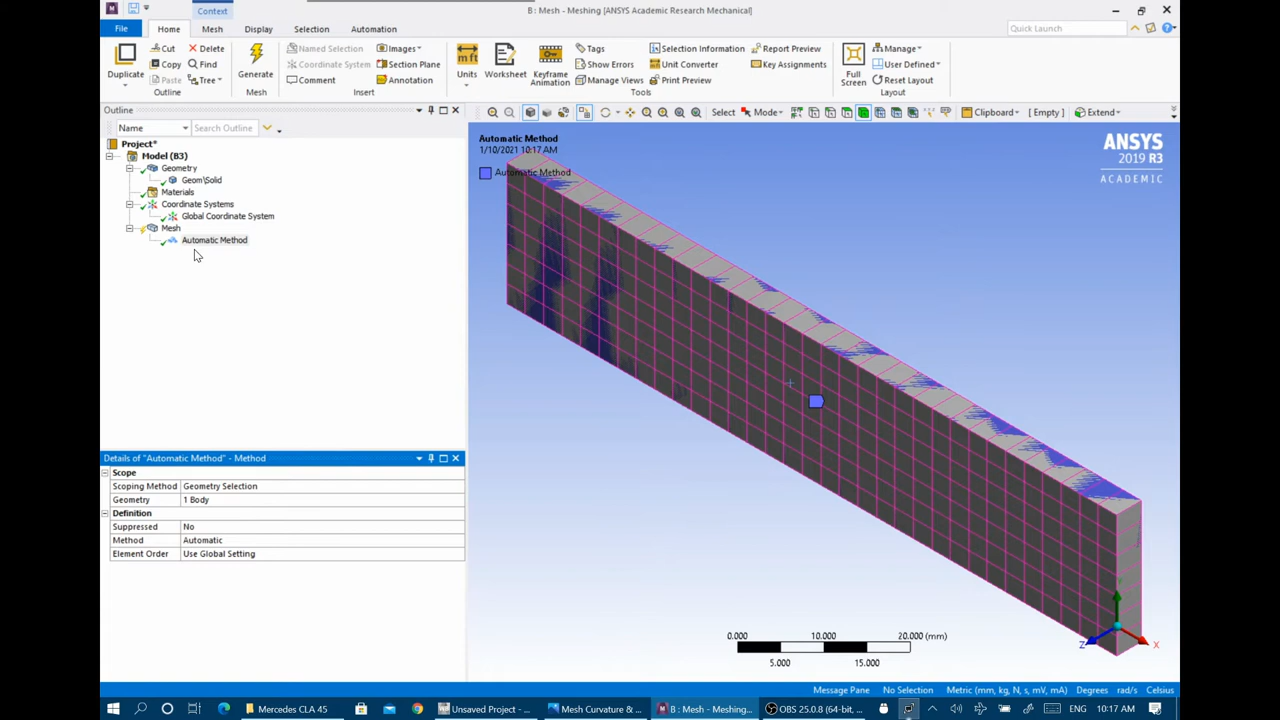 Context
B : Mesh - Meshing [ANSYS Academic Research Mechanical]
File
Home
Mesh
Display
Selection
Automation
Quick Launch
Duplicate
Cut
Delete
Copy
Find
Paste
Tree
Outline
Generate
Mesh
Named Selection
Images
Coordinate System
Section Plane
Comment
Annotation
Insert
mft
Units
Worksheet
Keyframe
Animation
Tags
Selection Information
Report Preview
Show Errors
Unit Converter
Key Assignments
Manage Views
Print Preview
Tools
Full
Screen
Manage
User Defined
Reset Layout
Layout
Outline
Name
Search Outline
Project*
Model (B3)
Geometry
Geom\Solid
Materials
Coordinate Systems
Global Coordinate System
Mesh
Automatic Method
Select
Mode
Clipboard
[ Empty ]
Extend
Automatic Method
1/10/2021 10:17 AM
Automatic Method
ANSYS
2019 R3
ACADEMIC
Details of "Automatic Method" - Method
Scope
Scoping Method Geometry Selection
Geometry 1 Body
Definition
Suppressed No
Method Automatic
Element Order Use Global Setting
0.000 10.000 20.000 (mm)
5.000 15.000
Y
Z X
Message Pane No Selection Metric (mm, kg, N, s, mV, mA) Degrees rad/s Celsius
Mercedes CLA 45
Unsaved Project - ...
Mesh Curvature & ...
B : Mesh - Meshing...
OBS 25.0.8 (64-bit, ...
10:17 AM